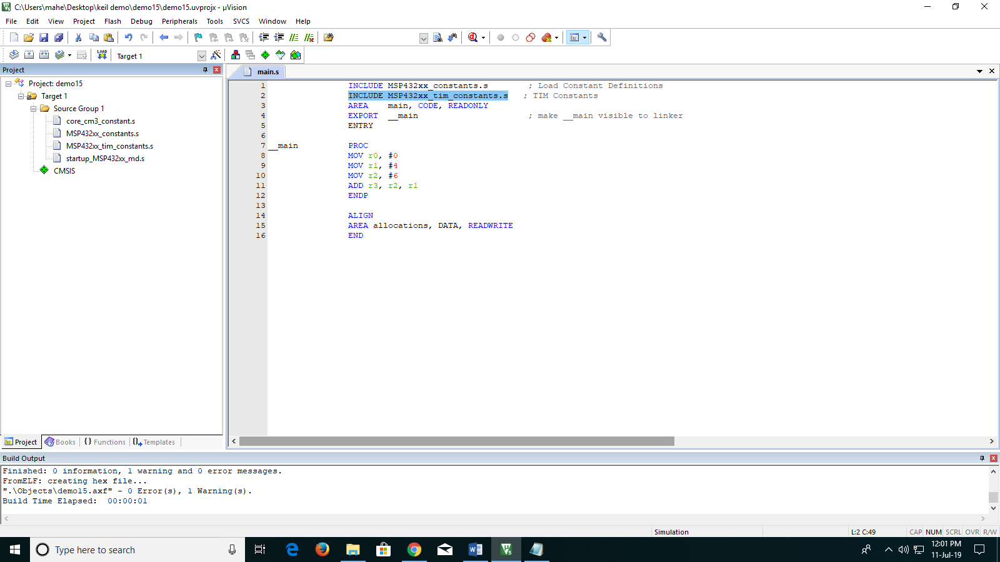 C:\Users\mahe\Desktop\keil demo\demo15\demo15.uvprojx - µVision
File Edit View Project Flash Debug Peripherals Tools SVCS Window Help
LOAD Target 1
Project
Project: demo15
Target 1
Source Group 1
core_cm3_constant.s
MSP432xx_constants.s
MSP432xx_tim_constants.s
startup_MSP432xx_md.s
CMSIS
Project Books {} Functions Templates
main.s
1 INCLUDE MSP432xx_constants.s ; Load Constant Definitions
2 INCLUDE MSP432xx_tim_constants.s ; TIM Constants
3 AREA main, CODE, READONLY
4 EXPORT __main ; make __main visible to linker
5 ENTRY
6
7 __main PROC
8 MOV r0, #0
9 MOV r1, #4
10 MOV r2, #6
11 ADD r3, r2, r1
12 ENDP
13
14 ALIGN
15 AREA allocations, DATA, READWRITE
16 END
Build Output
Finished: 0 information, 1 warning and 0 error messages.
FromELF: creating hex file...
".\Objects\demo15.axf" - 0 Error(s), 1 Warning(s).
Build Time Elapsed:  00:00:01
Simulation L:2 C:49 CAP NUM SCRL OVR R/W
Type here to search
12:01 PM
11-Jul-19